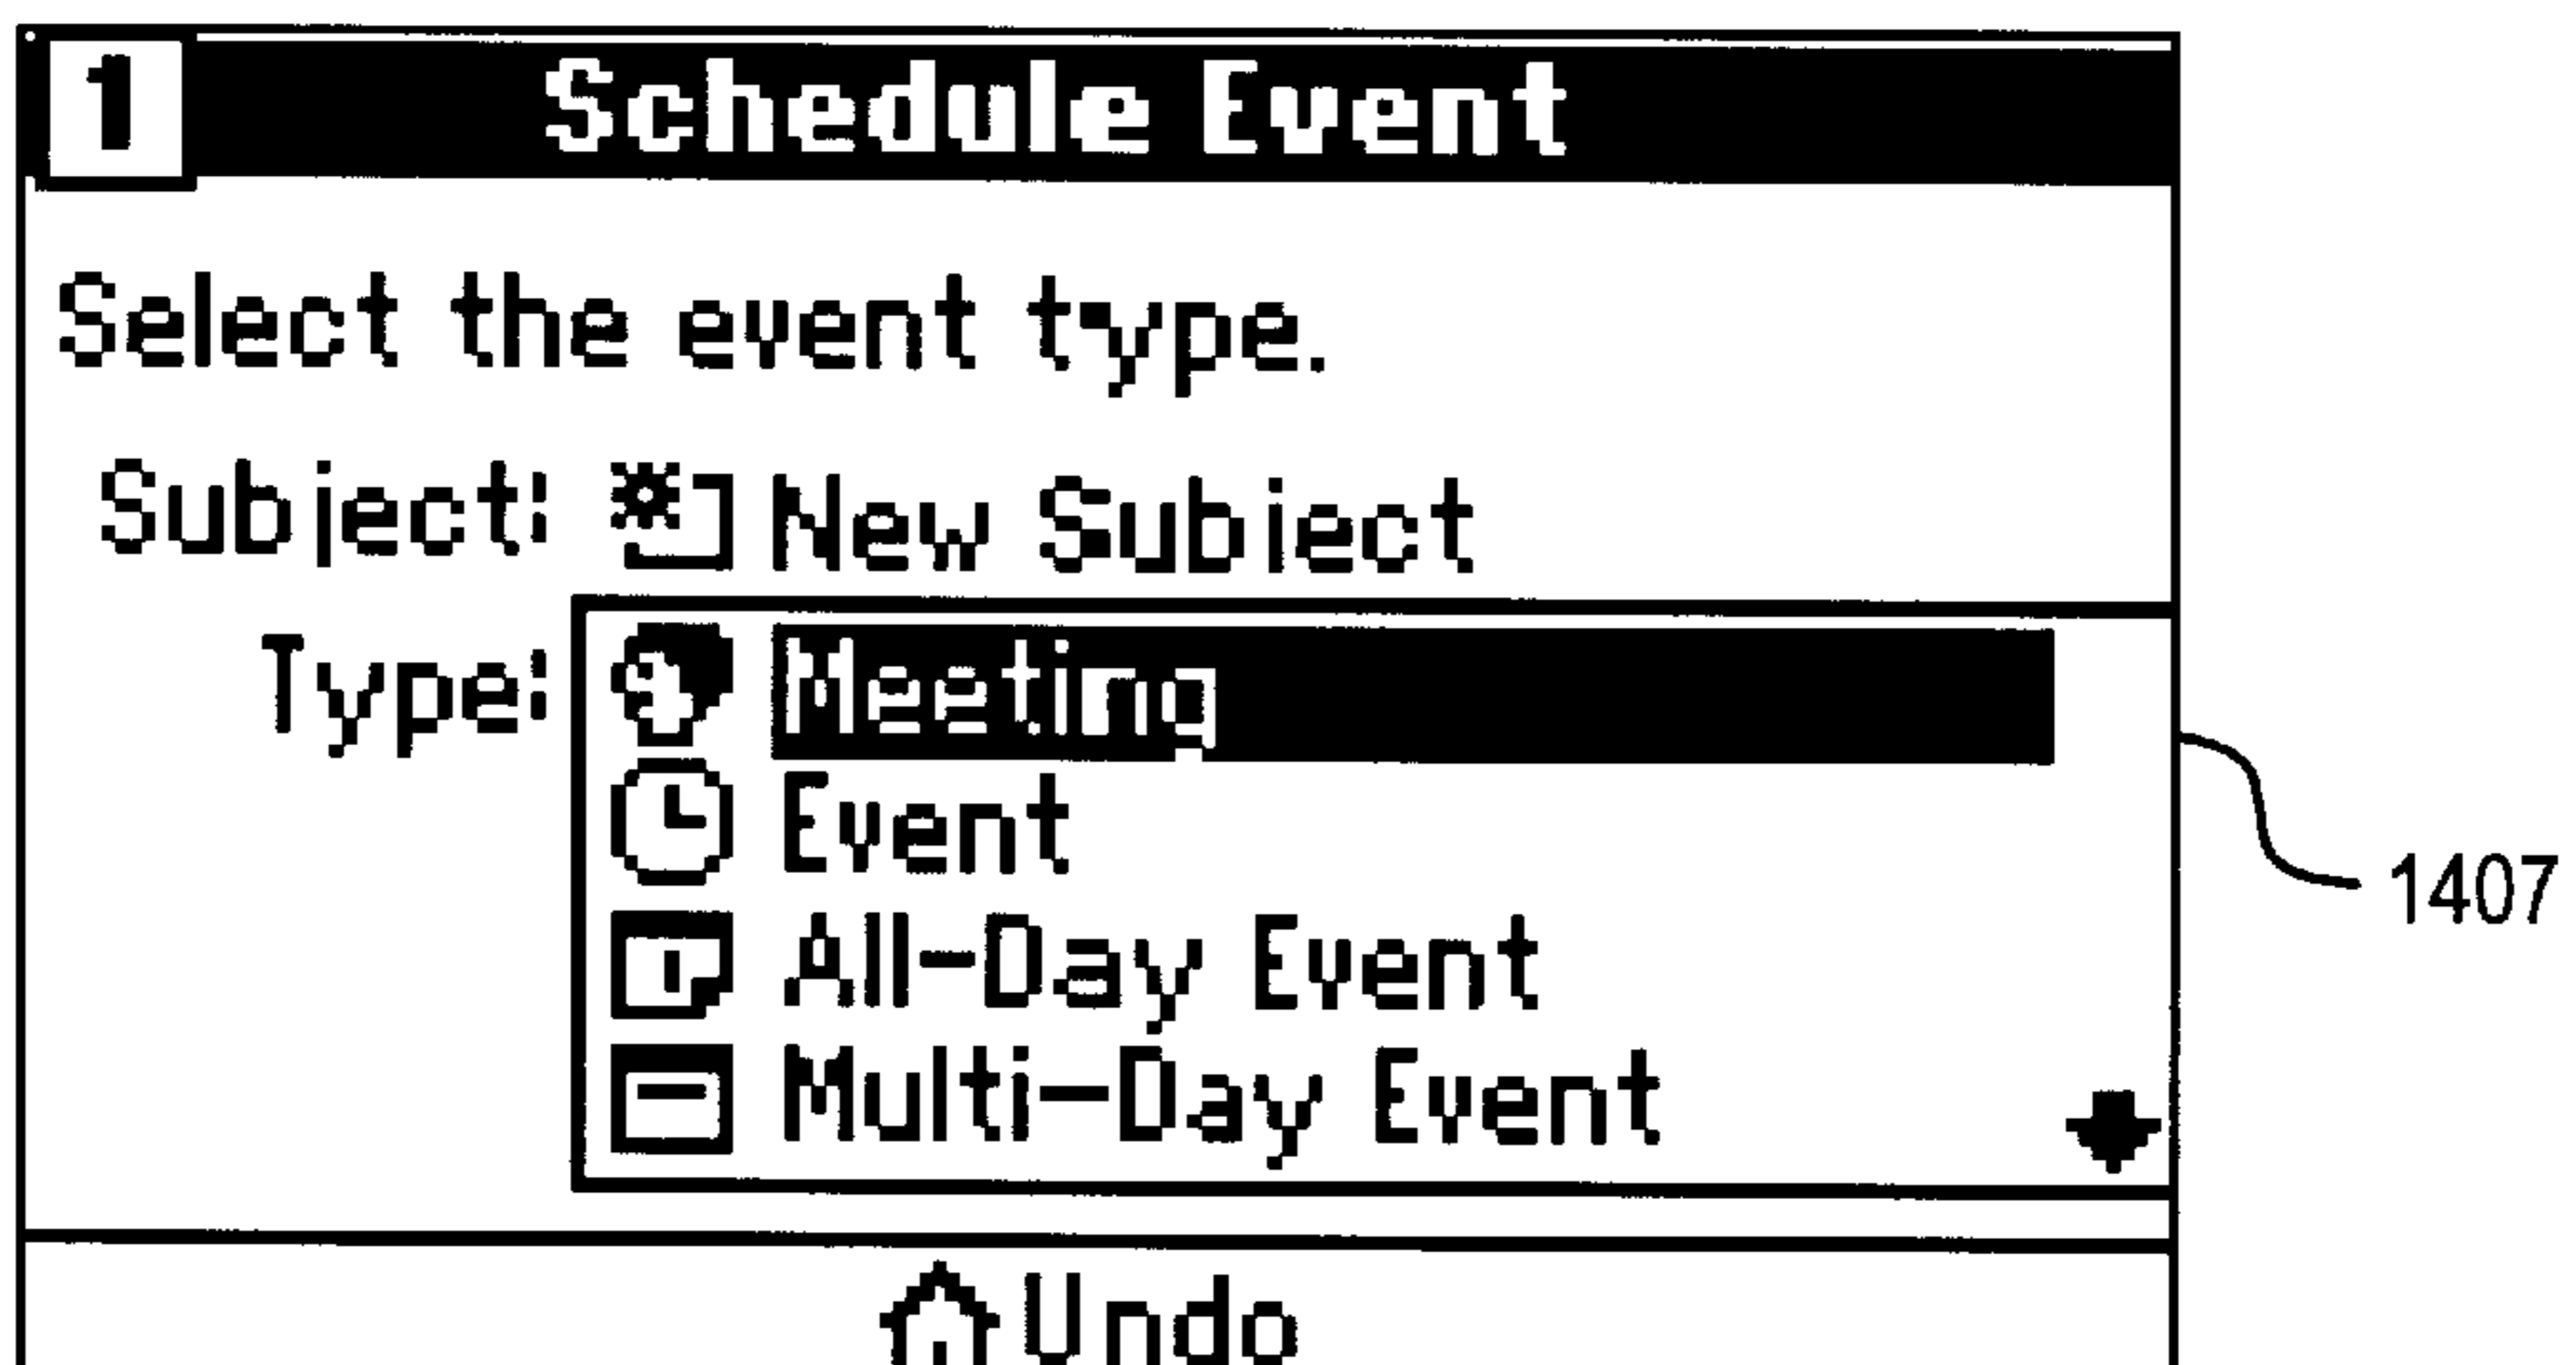 1 Schedule Event
Select the event type.
Subject: New Subject
Type: Meeting
Event
1407
All-Day Event
Multi-Day Event
Undo